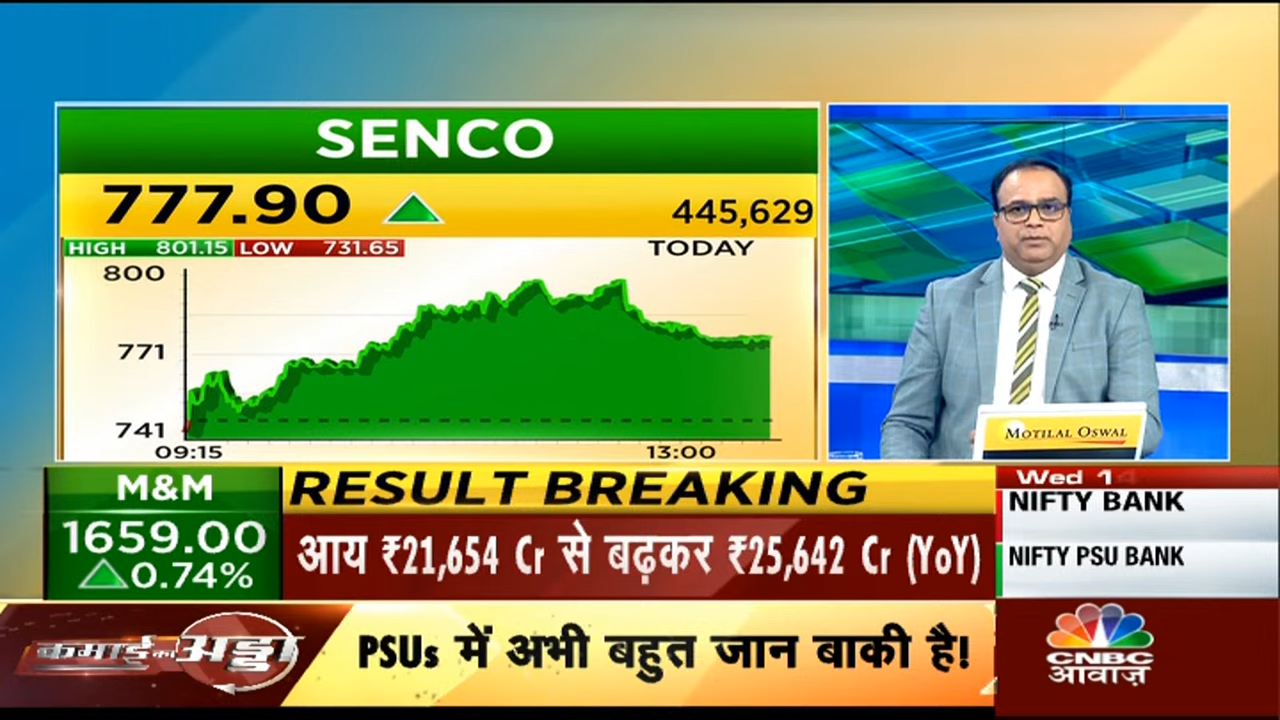 SENCO
777.90
445,629
HIGH 801.15 LOW 731.65
TODAY
800
771
741
09:15 13:00
MOTILAL OSWAL
M&M
1659.00
0.74%
RESULT BREAKING
आय ₹21,654 Cr से बढ़कर ₹25,642 Cr (YoY)
Wed 1
NIFTY BANK
NIFTY PSU BANK
कमाई का अड्डा
PSUs में अभी बहुत जान बाकी है!
CNBC
आवाज़